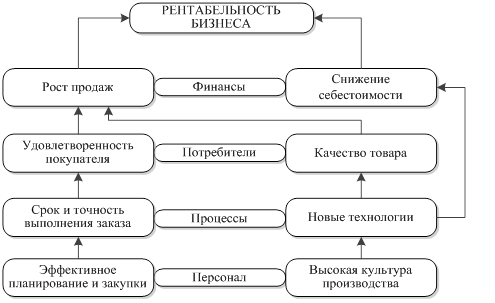 РЕНТАБЕЛЬНОСТЬ
БИЗНЕСА
Рост продаж
Финансы
Снижение
себестоимости
Удовлетворенность
покупателя
Потребители
Качество товара
Срок и точность
выполнения заказа
Процессы
Новые технологии
Эффективное
планирование и закупки
Персонал
Высокая культура
производства